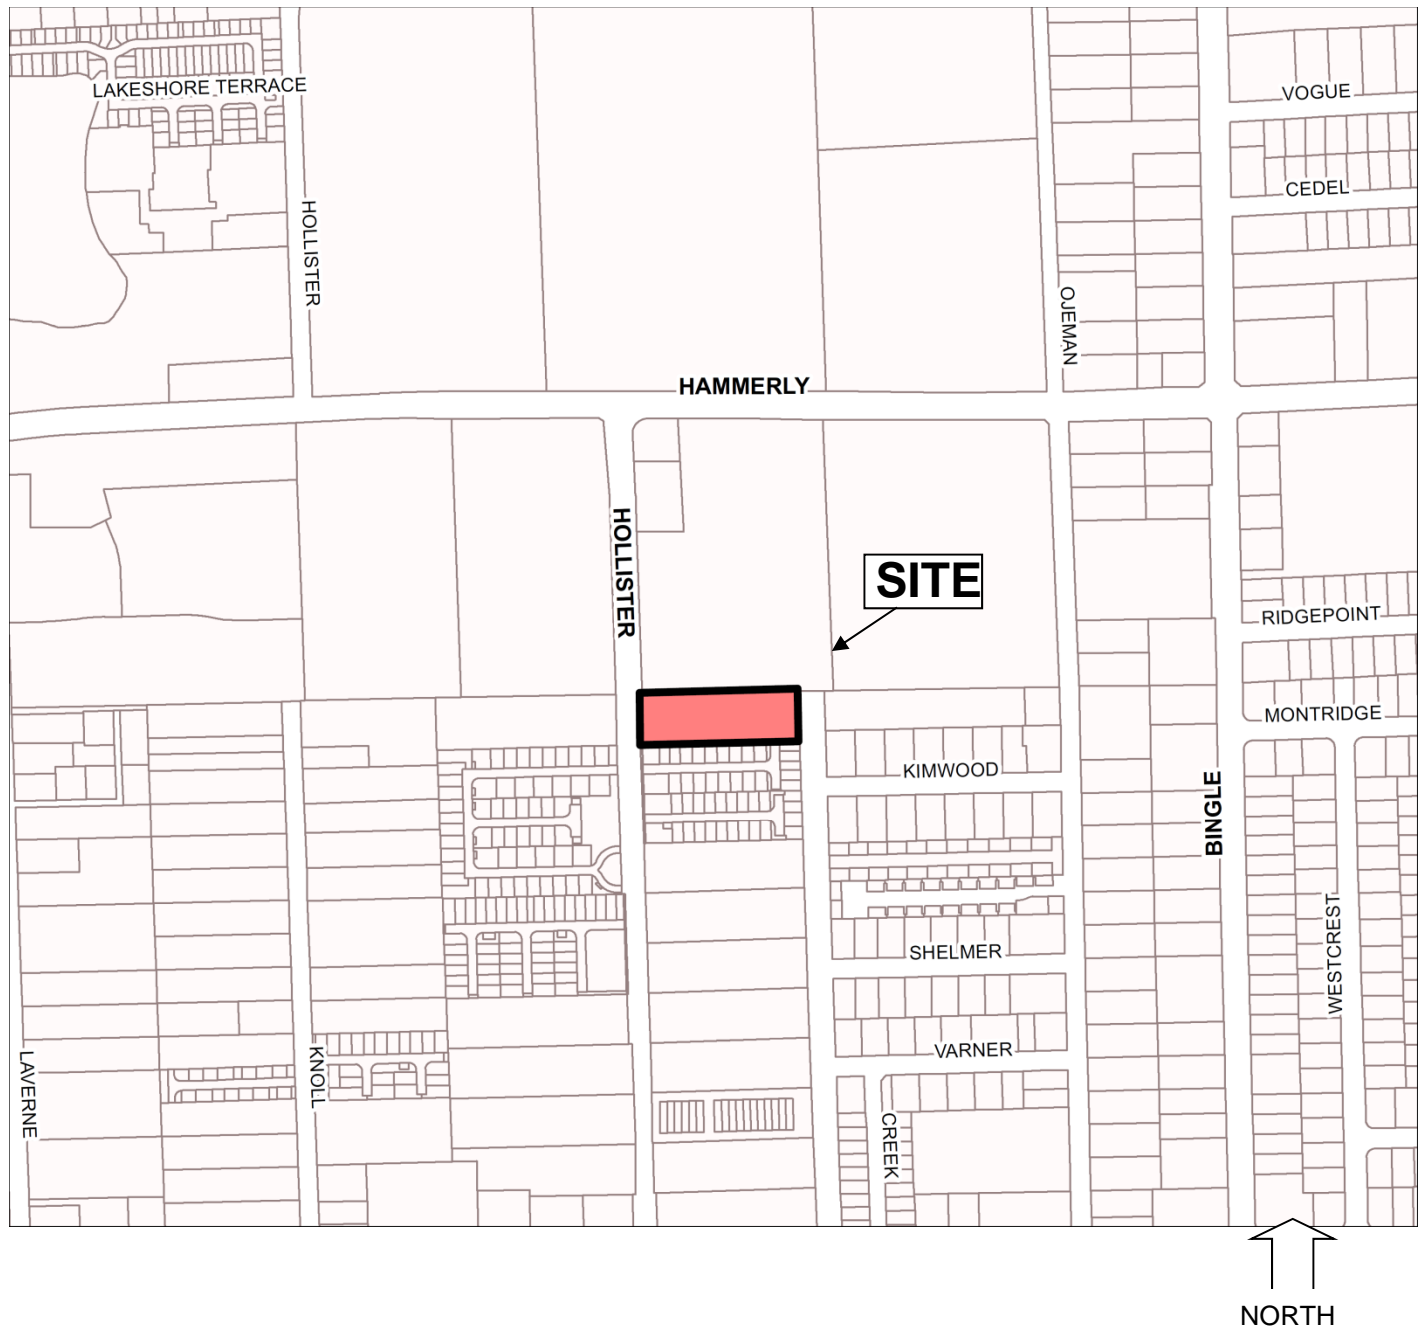 LAKESHORE TERRACE
VOGUE
CEDEL
HOLLISTER
OJEMAN
HAMMERLY
HOLLISTER
SITE
RIDGEPOINT
MONTRIDGE
KIMWOOD
BINGLE
SHELMER
WESTCREST
VARNER
LAVERNE
KNOLL
CREEK
NORTH